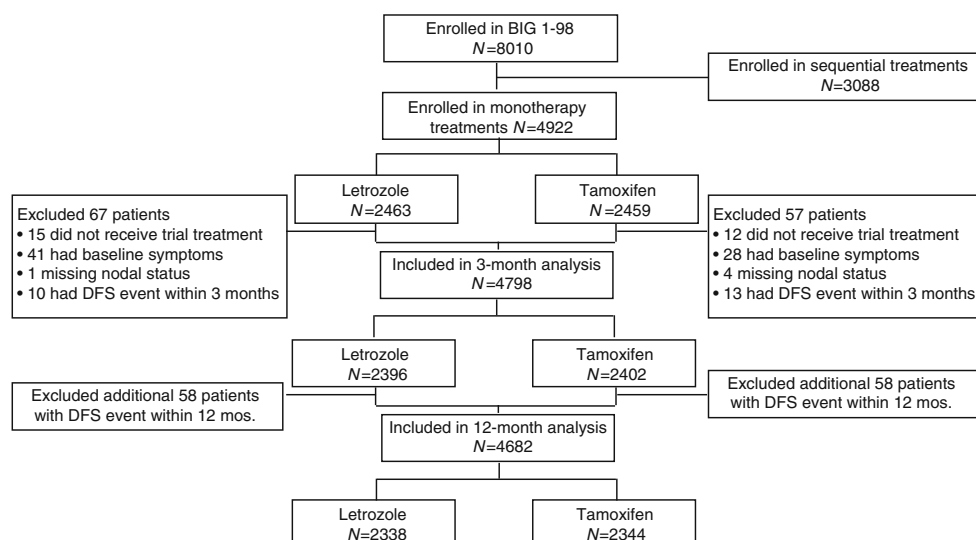 Enrolled in BIG 1-98
N=8010
Enrolled in sequential treatments
N=3088
Enrolled in monotherapy
treatments N=4922
Letrozole
N=2463
Tamoxifen
N=2459
Excluded 67 patients
• 15 did not receive trial treatment
• 41 had baseline symptoms
• 1 missing nodal status
• 10 had DFS event within 3 months
Excluded 57 patients
• 12 did not receive trial treatment
• 28 had baseline symptoms
• 4 missing nodal status
• 13 had DFS event within 3 months
Included in 3-month analysis
N=4798
Letrozole
N=2396
Tamoxifen
N=2402
Excluded additional 58 patients
with DFS event within 12 mos.
Excluded additional 58 patients
with DFS event within 12 mos.
Included in 12-month analysis
N=4682
Letrozole
N=2338
Tamoxifen
N=2344